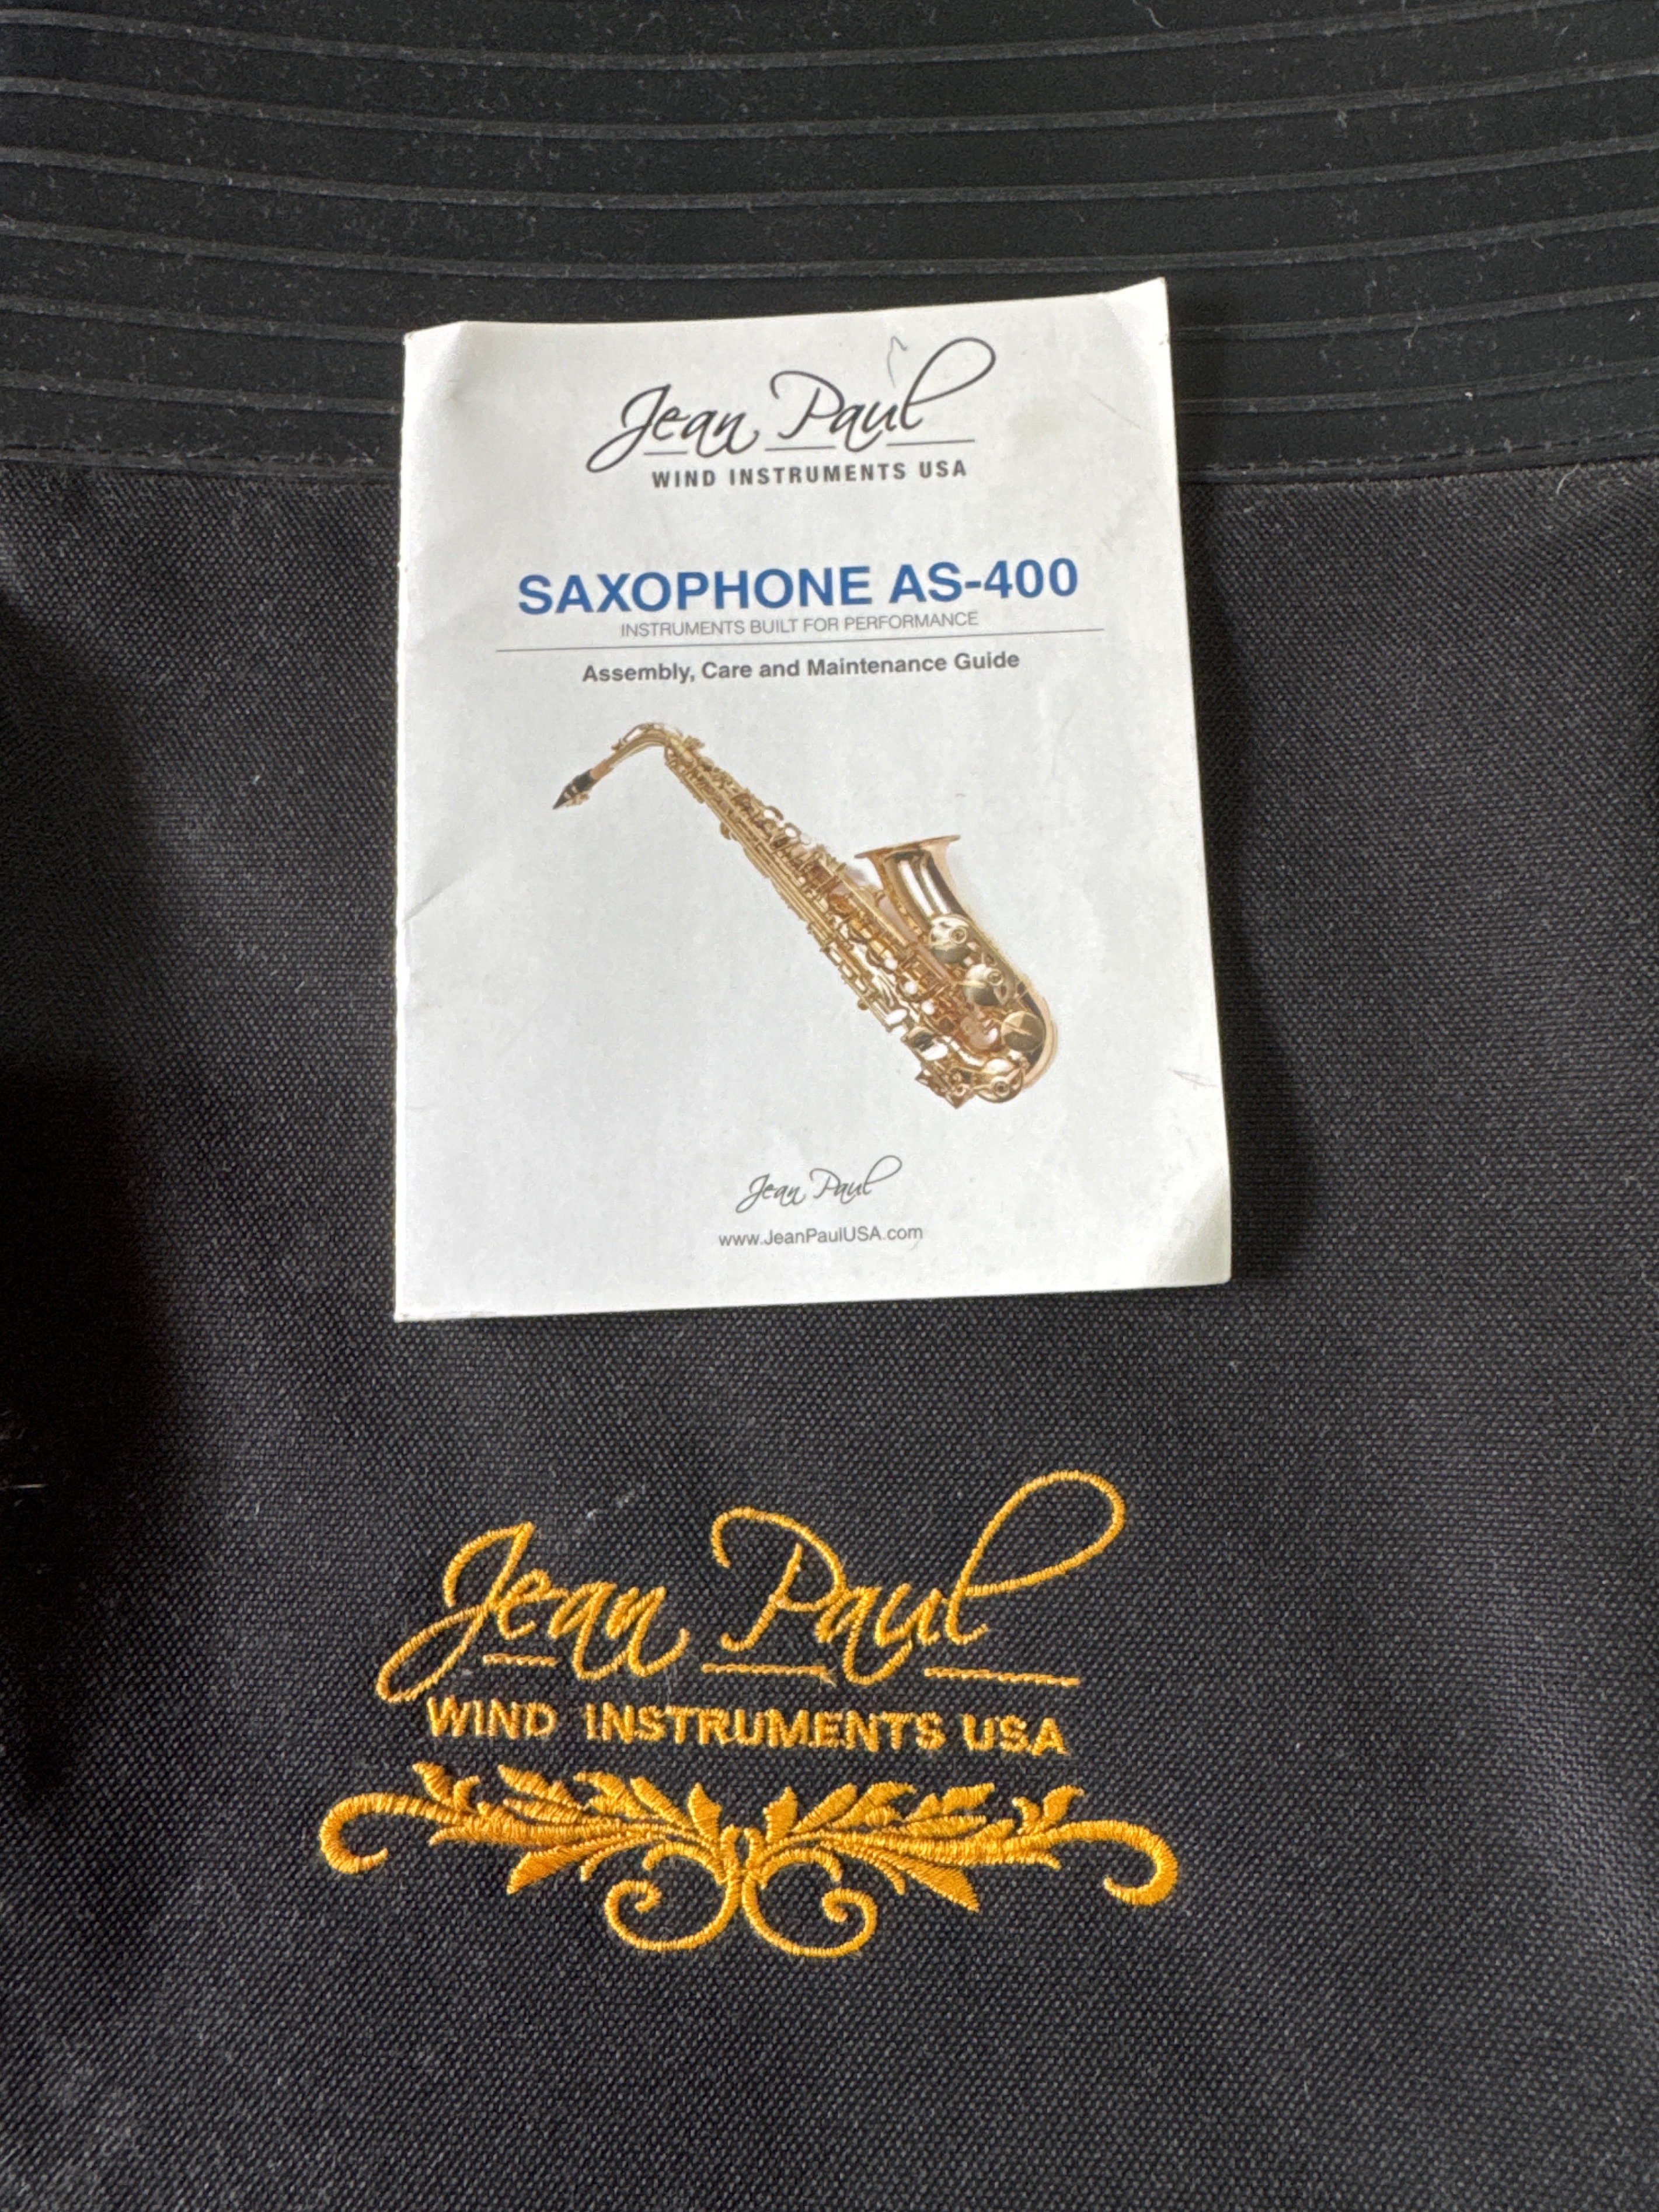 Jean Paul
WIND INSTRUMENTS USA
SAXOPHONE AS-400
INSTRUMENTS BUILT FOR PERFORMANCE
Assembly, Care and Maintenance Guide
Jean Paul
www.JeanPaulUSA.com
Jean Paul
WIND INSTRUMENTS USA